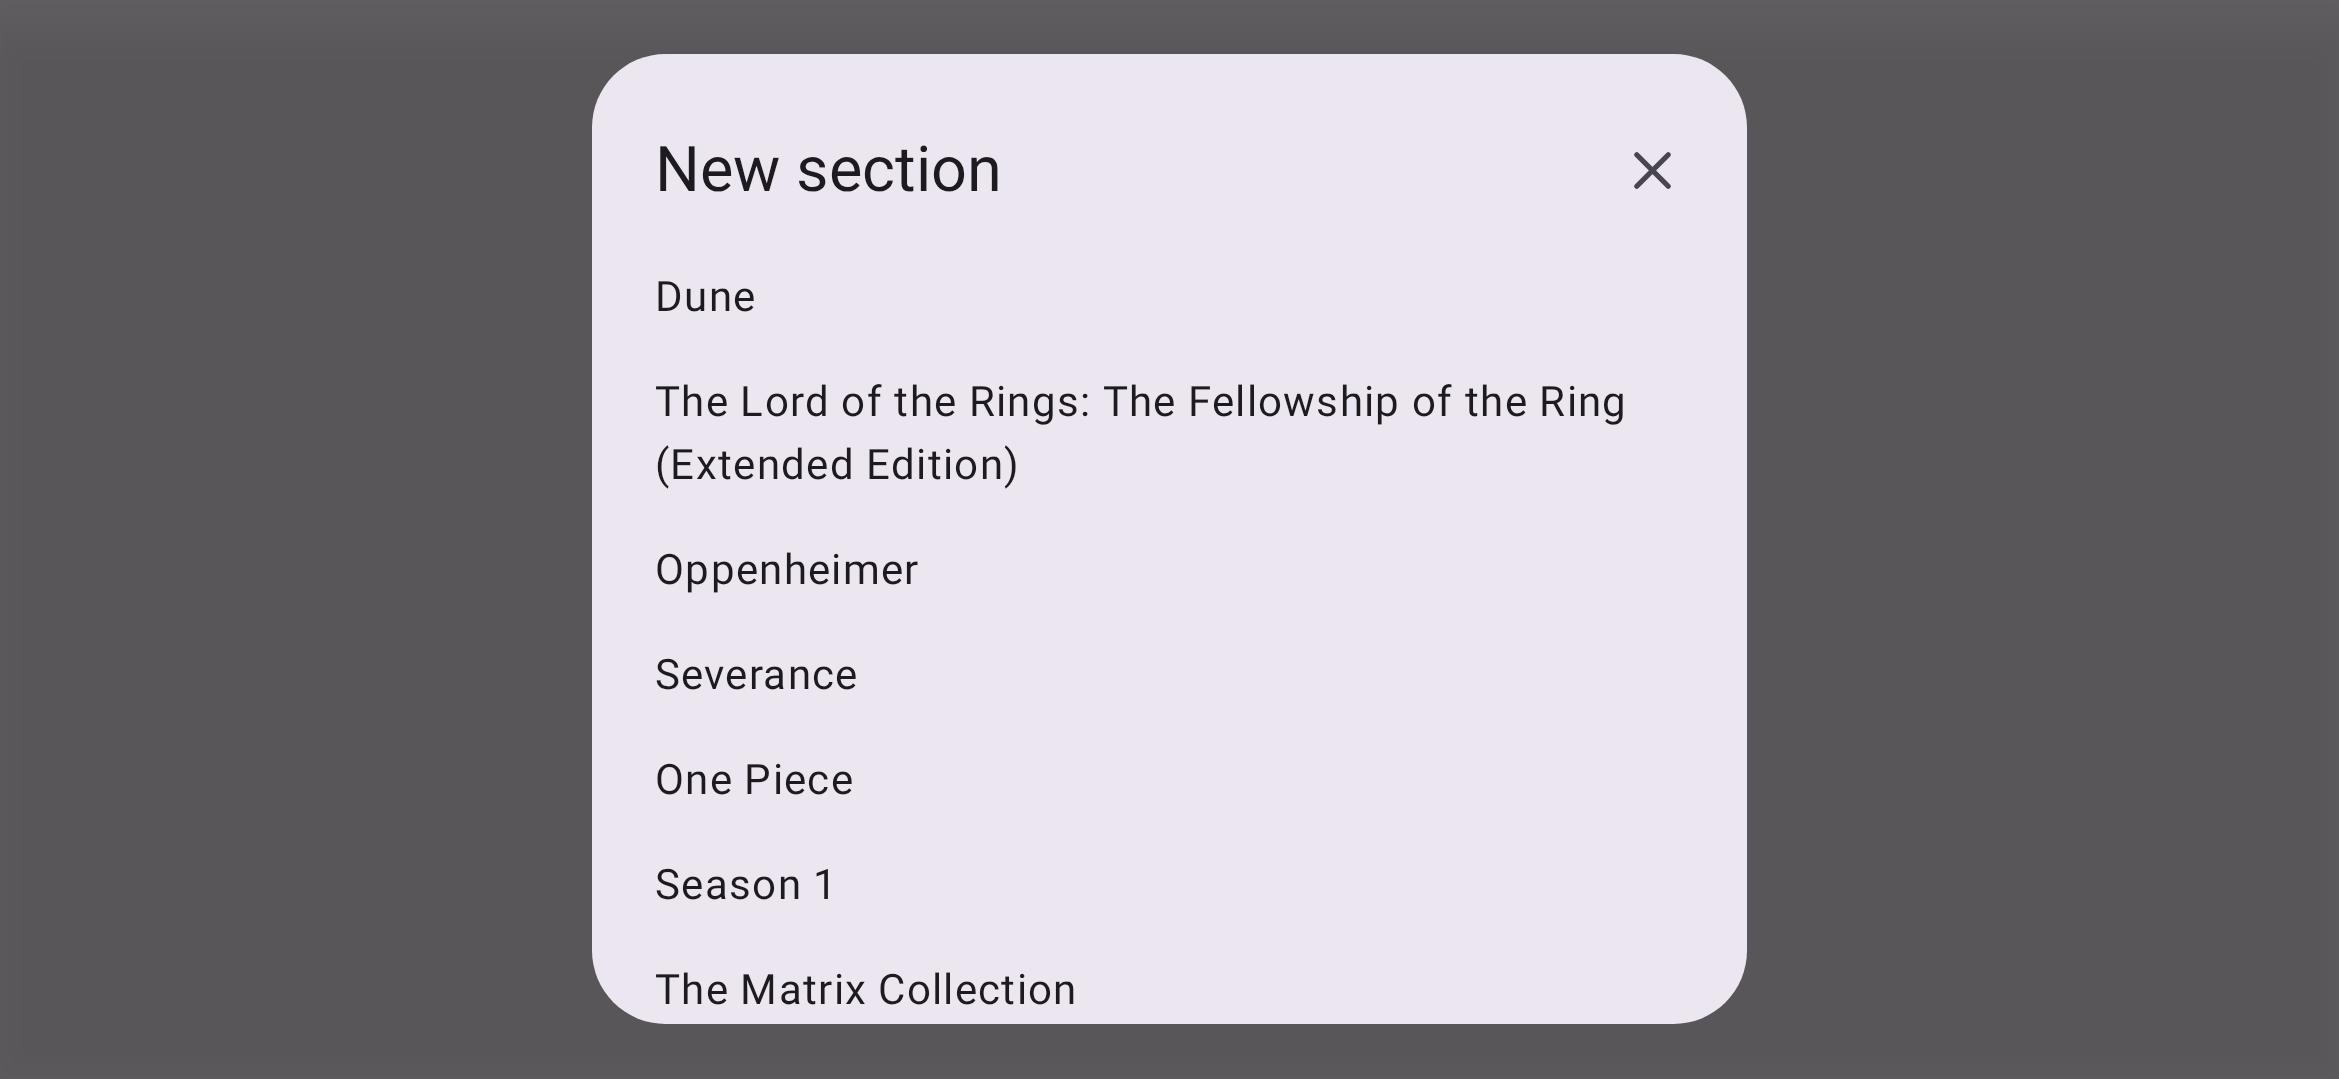 New section
Dune
The Lord of the Rings: The Fellowship of the Ring
(Extended Edition)
Oppenheimer
Severance
One Piece
Season 1
The Matrix Collection